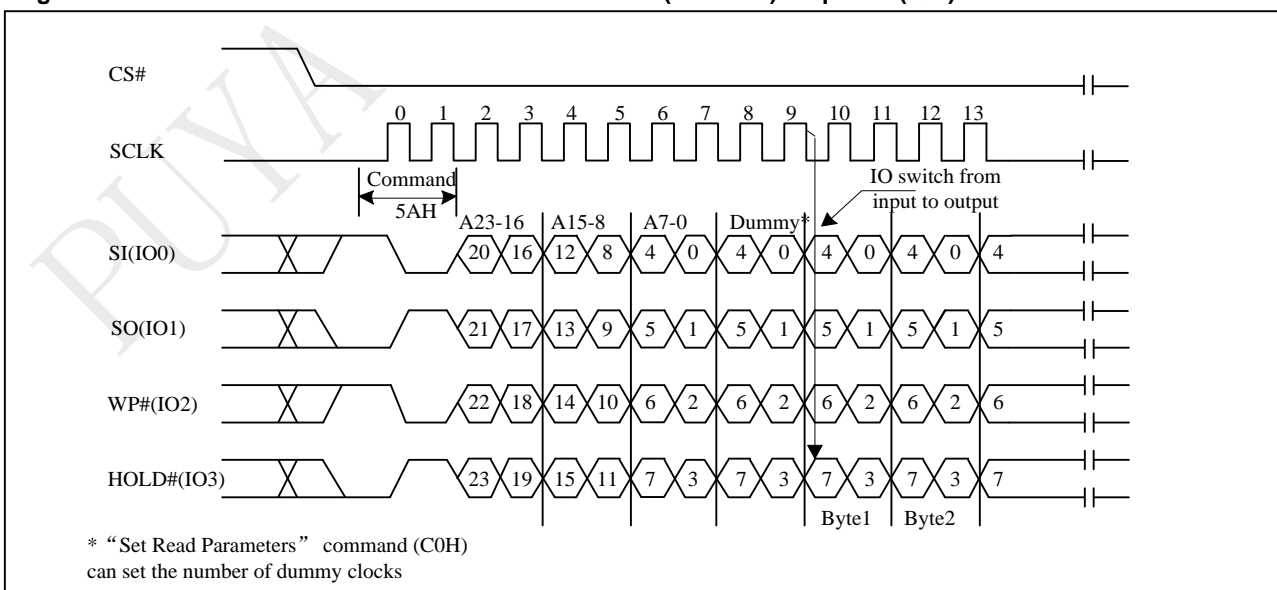 CS#
0 1 2 3 4 5 6 7 8 9 10 11 12 13
SCLK
Command
5AH
IO switch from
input to output
A23-16 A15-8 A7-0 Dummy*
SI(IO0) 20 16 12 8 4 0 4 0 4 0 4 0 4
SO(IO1) 21 17 13 9 5 1 5 1 5 1 5 1 5
WP#(IO2) 22 18 14 10 6 2 6 2 6 2 6 2 6
HOLD#(IO3) 23 19 15 11 7 3 7 3 7 3 7 3 7
Byte1 Byte2
* “Set Read Parameters” command (C0H)
can set the number of dummy clocks
PUYA